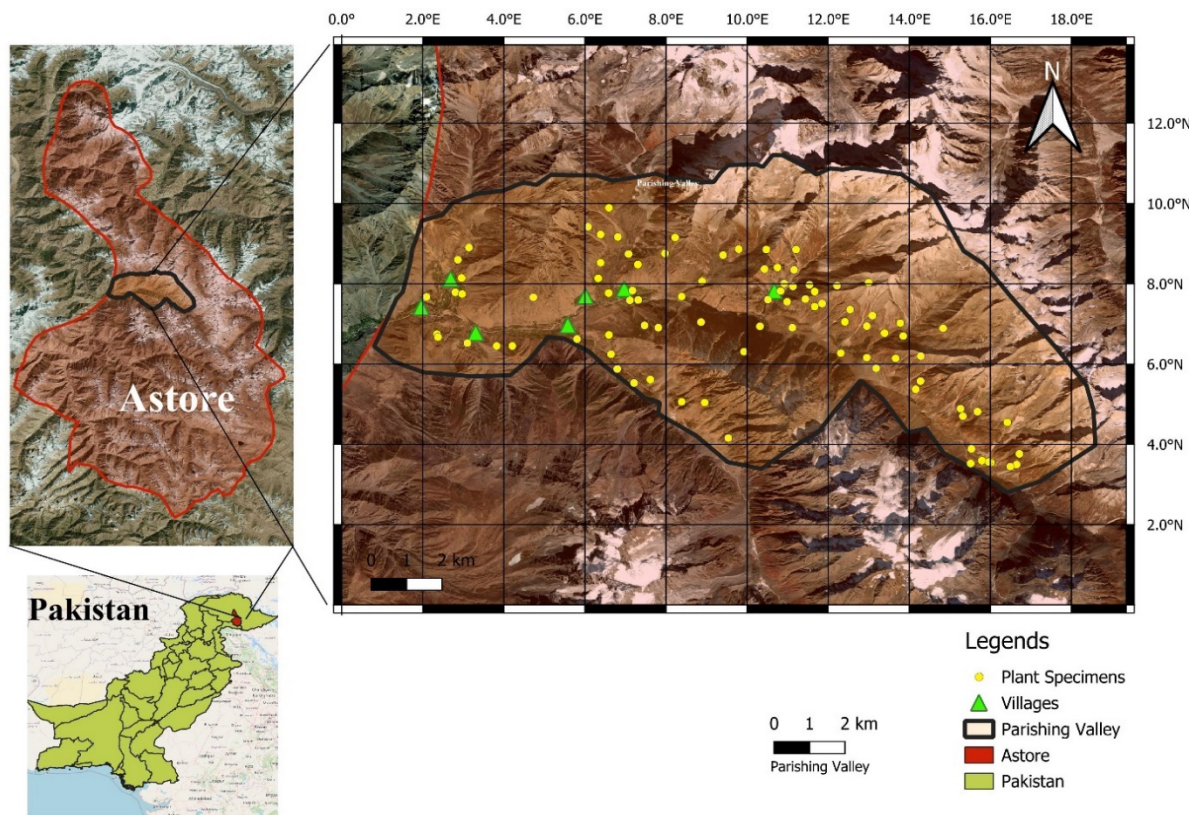 0.0° 2.0°E 4.0°E 6.0°E 8.0°E 10.0°E 12.0°E 14.0°E 16.0°E 18.0°E
N
12.0°N
Parishing Valley
10.0°N
8.0°N
6.0°N
Astore
4.0°N
2.0°N
0 1 2 km
Pakistan
Legends
Plant Specimens
Villages
Parishing Valley
Astore
Pakistan
0 1 2 km
Parishing Valley